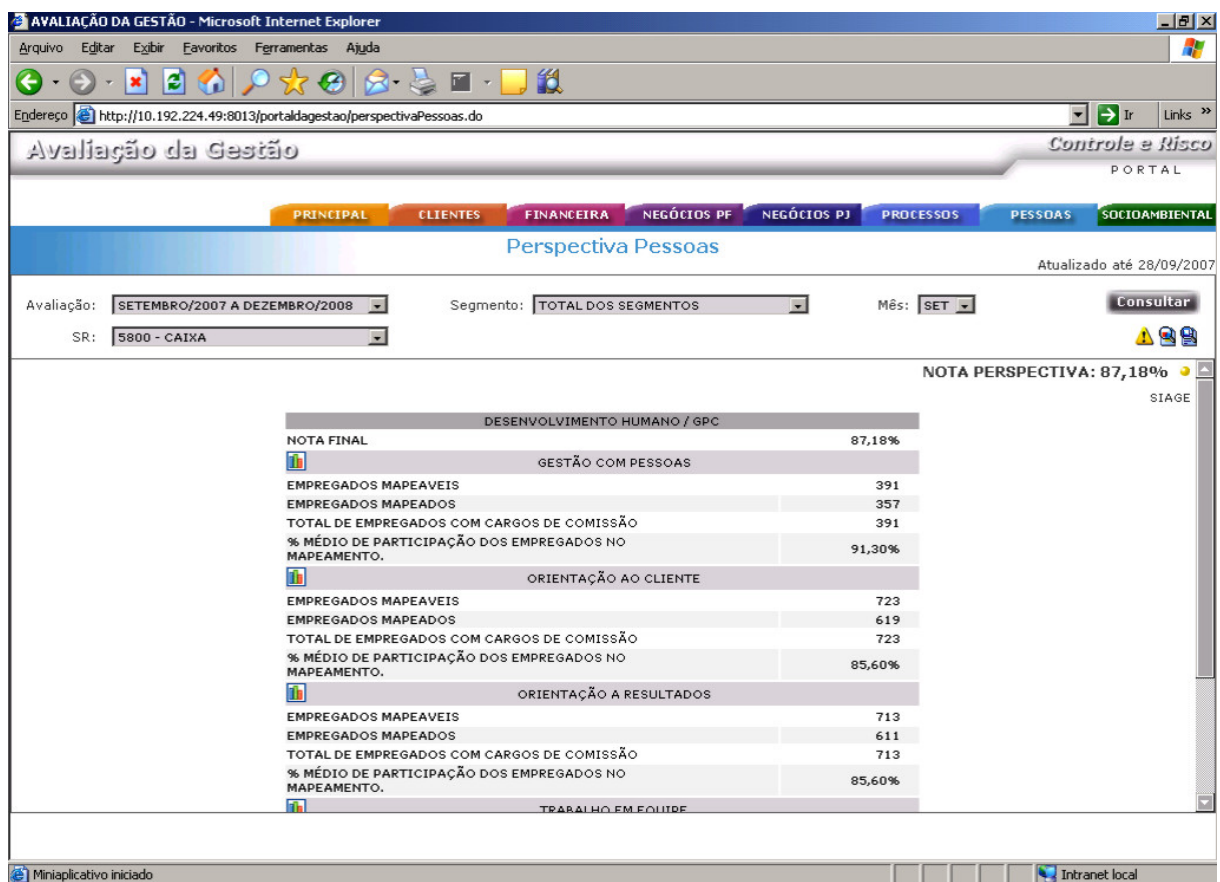 AVALIAÇÃO DA GESTÃO - Microsoft Internet Explorer
Arquivo Editar Exibir Favoritos Ferramentas Ajuda
Endereço http://10.192.224.49:8013/portaldagestao/perspectivaPessoas.do Ir Links »
Avaliação da Gestão Controle e Risco
PORTAL
PRINCIPAL CLIENTES FINANCEIRA NEGÓCIOS PF NEGÓCIOS PJ PROCESSOS PESSOAS SOCIOAMBIENTAL
Perspectiva Pessoas
Atualizado até 28/09/2007
Avaliação: SETEMBRO/2007 A DEZEMBRO/2008 Segmento: TOTAL DOS SEGMENTOS Mês: SET Consultar
SR: 5800 - CAIXA
NOTA PERSPECTIVA: 87,18%
SIAGE
DESENVOLVIMENTO HUMANO / GPC
NOTA FINAL 87,18%
GESTÃO COM PESSOAS
EMPREGADOS MAPEAVEIS 391
EMPREGADOS MAPEADOS 357
TOTAL DE EMPREGADOS COM CARGOS DE COMISSÃO 391
% MÉDIO DE PARTICIPAÇÃO DOS EMPREGADOS NO
MAPEAMENTO. 91,30%
ORIENTAÇÃO AO CLIENTE
EMPREGADOS MAPEAVEIS 723
EMPREGADOS MAPEADOS 619
TOTAL DE EMPREGADOS COM CARGOS DE COMISSÃO 723
% MÉDIO DE PARTICIPAÇÃO DOS EMPREGADOS NO
MAPEAMENTO. 85,60%
ORIENTAÇÃO A RESULTADOS
EMPREGADOS MAPEAVEIS 713
EMPREGADOS MAPEADOS 611
TOTAL DE EMPREGADOS COM CARGOS DE COMISSÃO 713
% MÉDIO DE PARTICIPAÇÃO DOS EMPREGADOS NO
MAPEAMENTO. 85,60%
TRABALHO EM EQUIPE
Miniaplicativo iniciado Intranet local